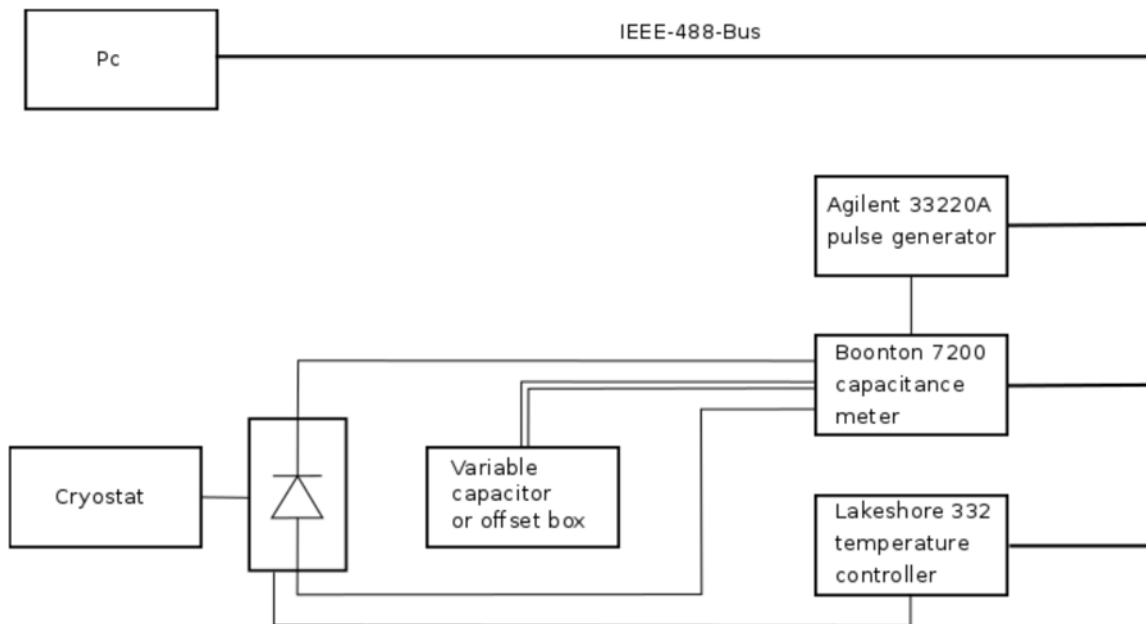 IEEE-488-Bus
Pc
Agilent 33220A
pulse generator
Boonton 7200
capacitance
meter
Variable
capacitor
or offset box
Cryostat
Lakeshore 332
temperature
controller